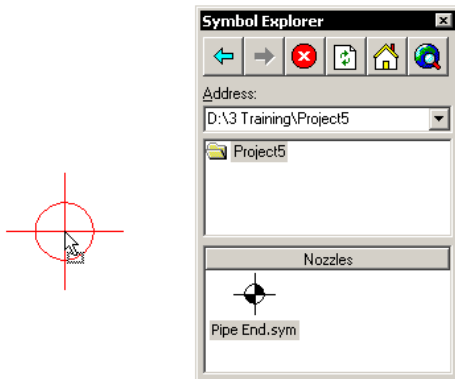 Symbol Explorer
Address:
D:\3 Training\Project5
Project5
Nozzles
Pipe End.sym